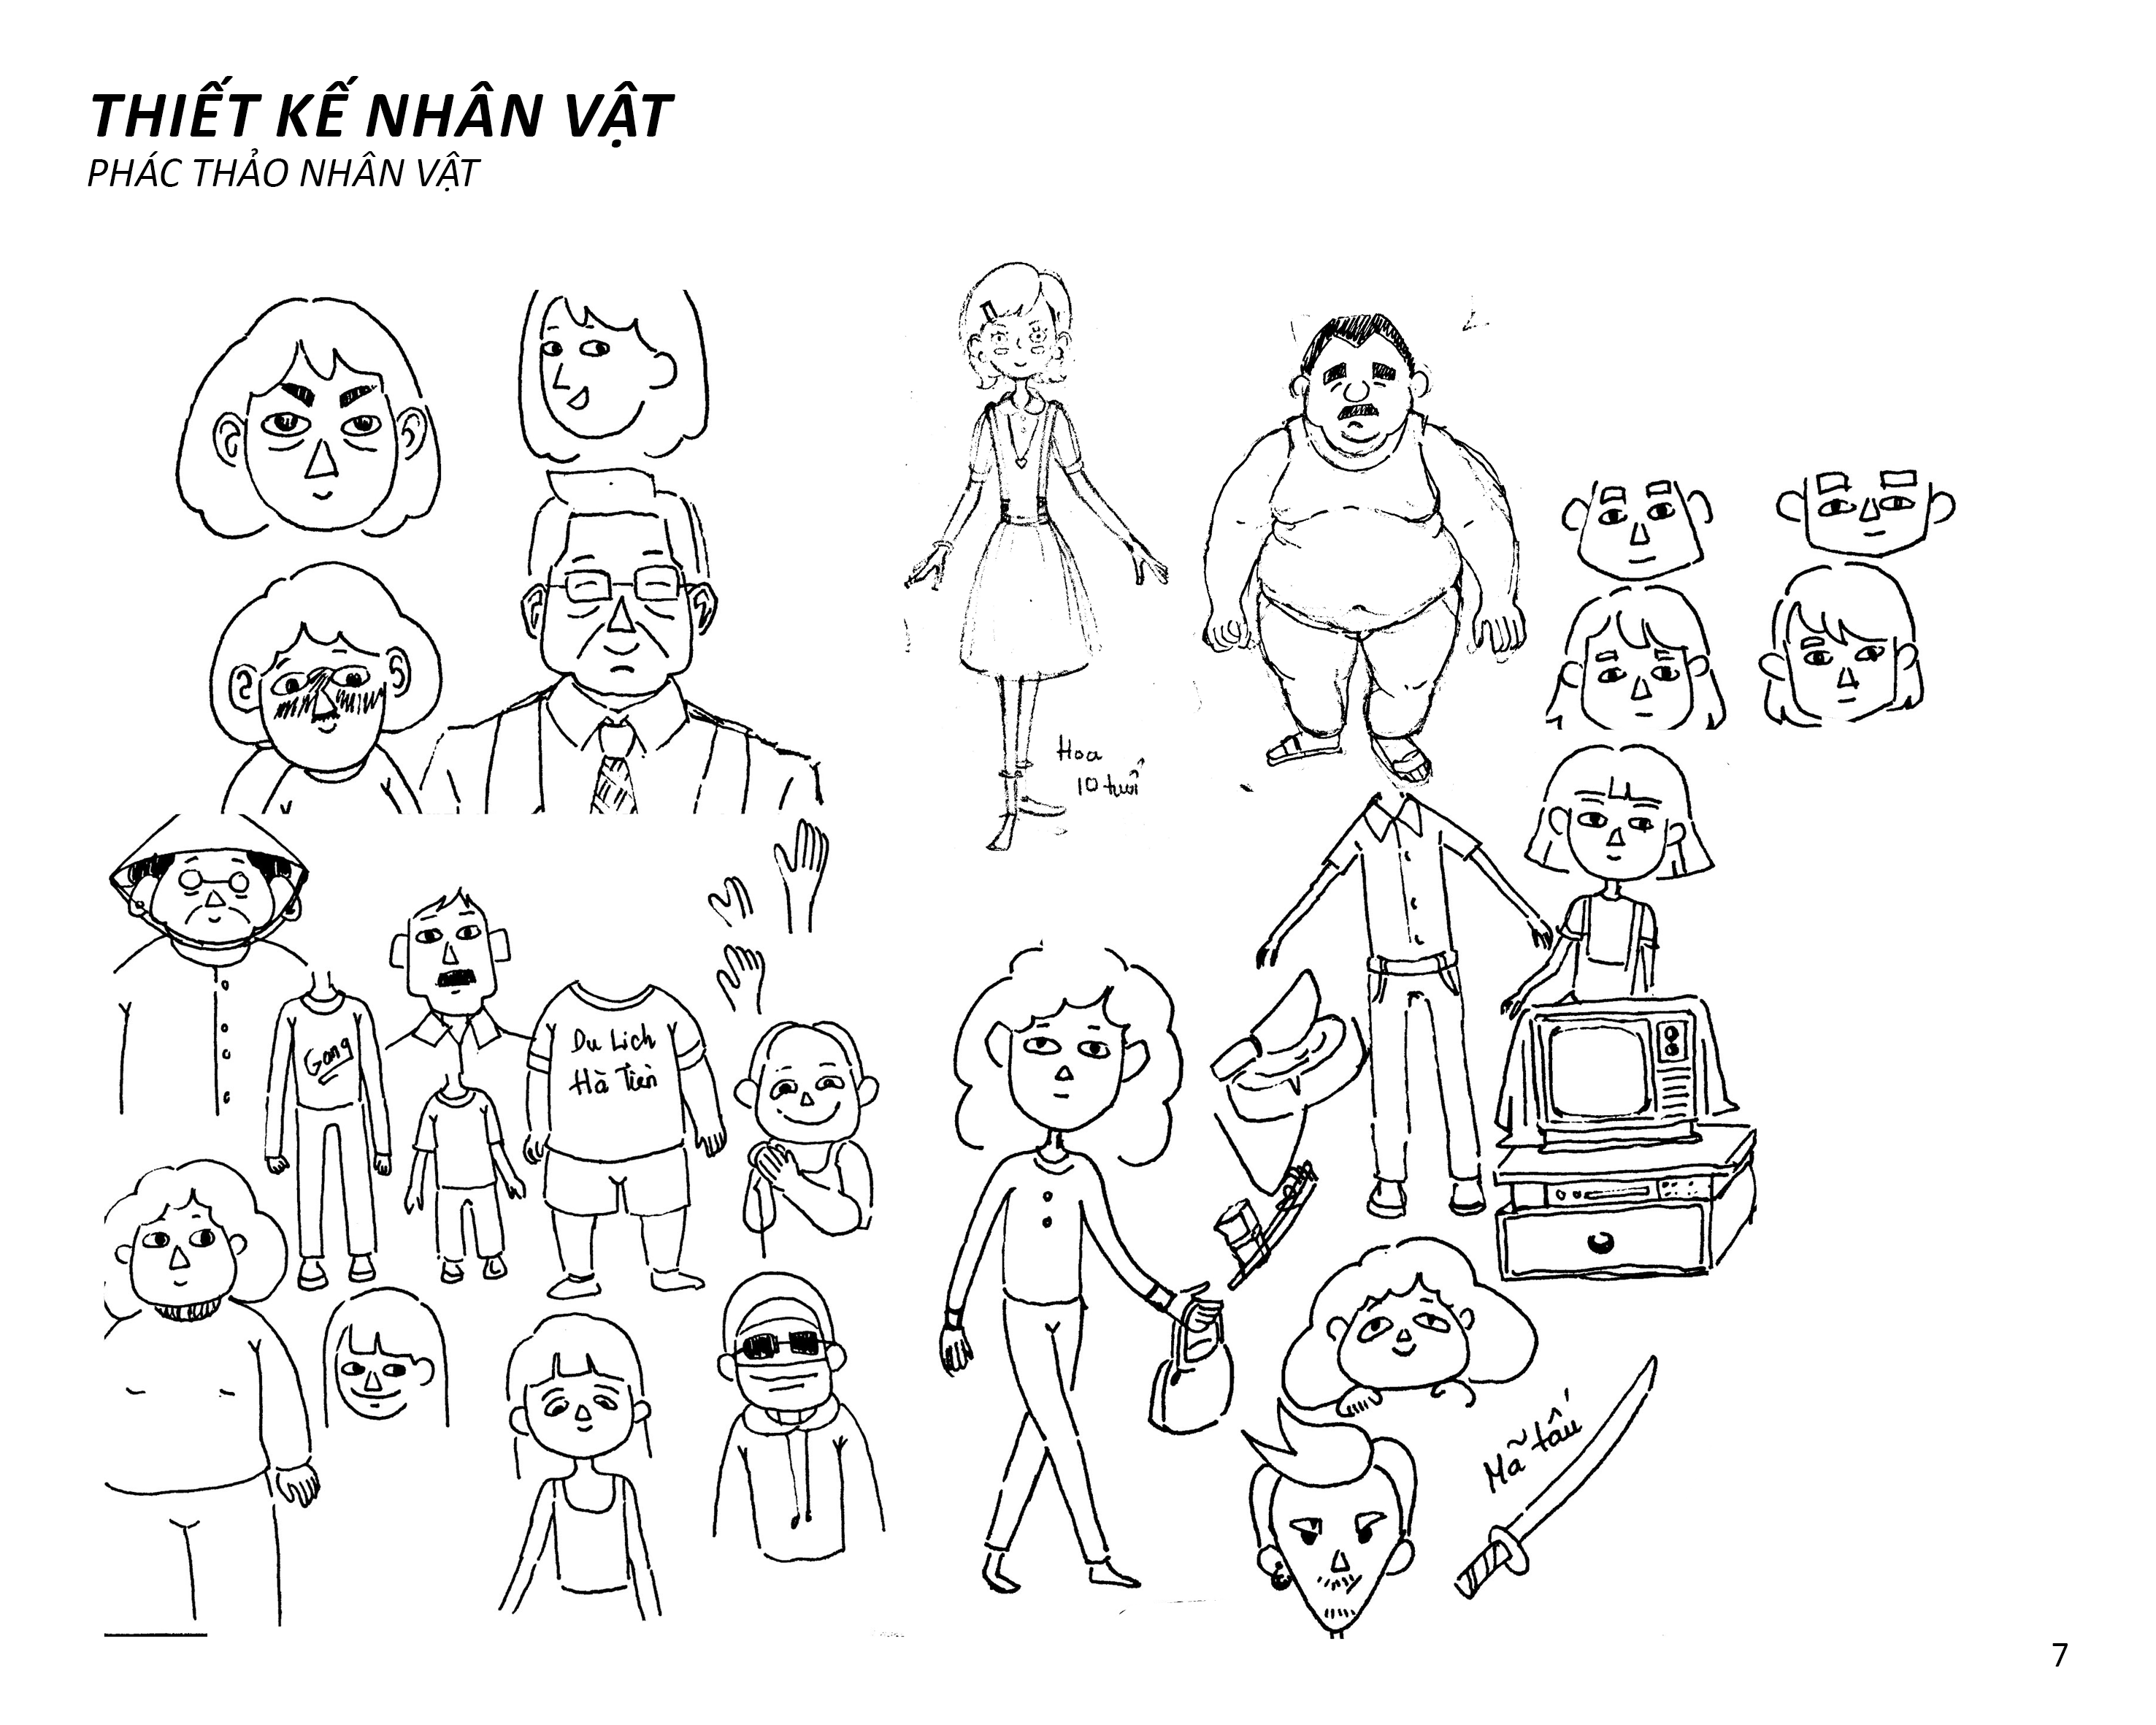 THIẾT KẾ NHÂN VẬT
PHÁC THẢO NHÂN VẬT
Hoa
10 tuổi
Gang
Du Lich
Hà Tiên
Mã tấu
7